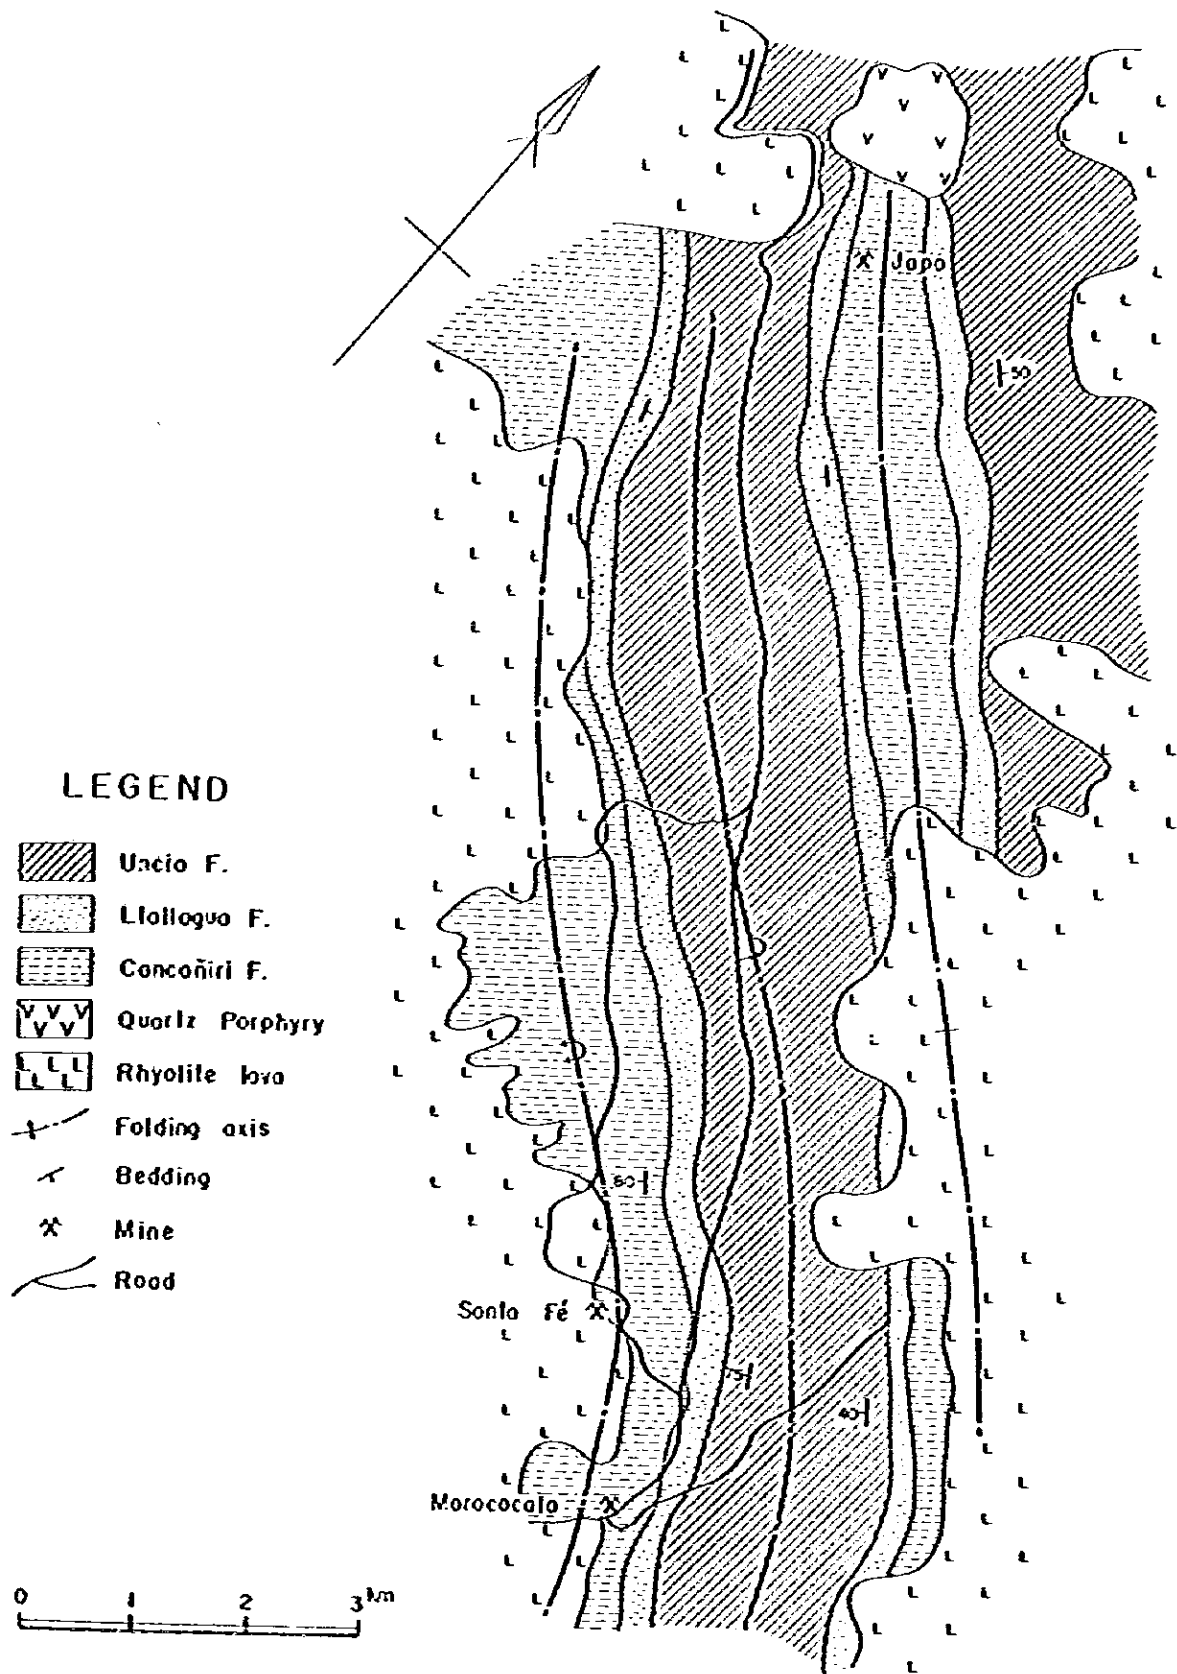 Japo
50
LEGEND
Uncia F.
Llallagua F.
Cancañiri F.
Quartz Porphyry
Rhyolite lava
Folding axis
Bedding
Mine
Road
80
Santa Fé
75
40
Morococala
0 1 2 3 km